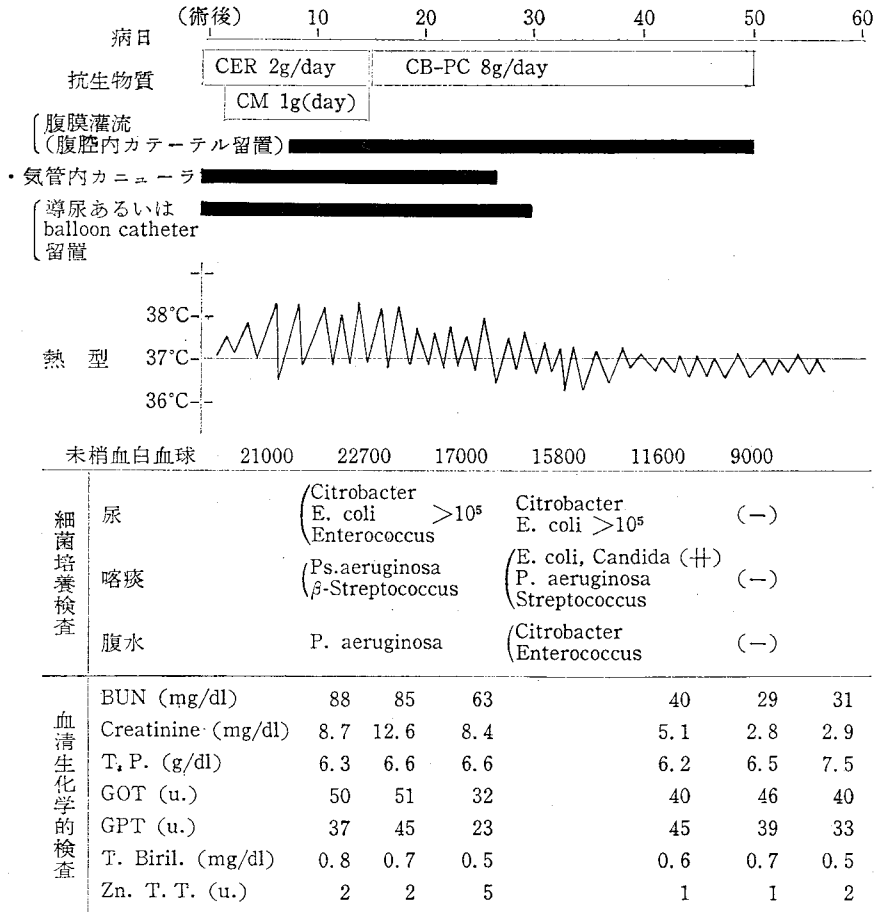 (術後) 10 20 30 40 50 60
病日
抗生物質 CER 2g/day CB-PC 8g/day
CM 1g(day)
腹膜灌流
(腹腔内カテーテル留置)
・気管内カニューラ
導尿あるいは
balloon catheter
留置
38°C
熱 型 37°C
36°C
末梢血白血球 21000 22700 17000 15800 11600 9000
細菌培養検査
尿
Citrobacter
E. coli >10⁵
Enterococcus
Citrobacter
E. coli >10⁵
(−)
喀痰
Ps.aeruginosa
β-Streptococcus
E. coli, Candida (卅)
P. aeruginosa
Streptococcus
(−)
腹水
P. aeruginosa
Citrobacter
Enterococcus
(−)
血清生化学的検査
BUN (mg/dl) 88 85 63 40 29 31
Creatinine (mg/dl) 8.7 12.6 8.4 5.1 2.8 2.9
T. P. (g/dl) 6.3 6.6 6.6 6.2 6.5 7.5
GOT (u.) 50 51 32 40 46 40
GPT (u.) 37 45 23 45 39 33
T. Biril. (mg/dl) 0.8 0.7 0.5 0.6 0.7 0.5
Zn. T. T. (u.) 2 2 5 1 1 2